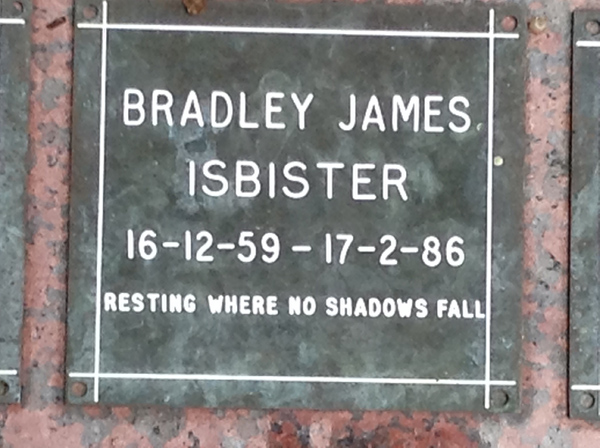 BRADLEY JAMES
ISBISTER
16-12-59 - 17-2-86
RESTING WHERE NO SHADOWS FALL